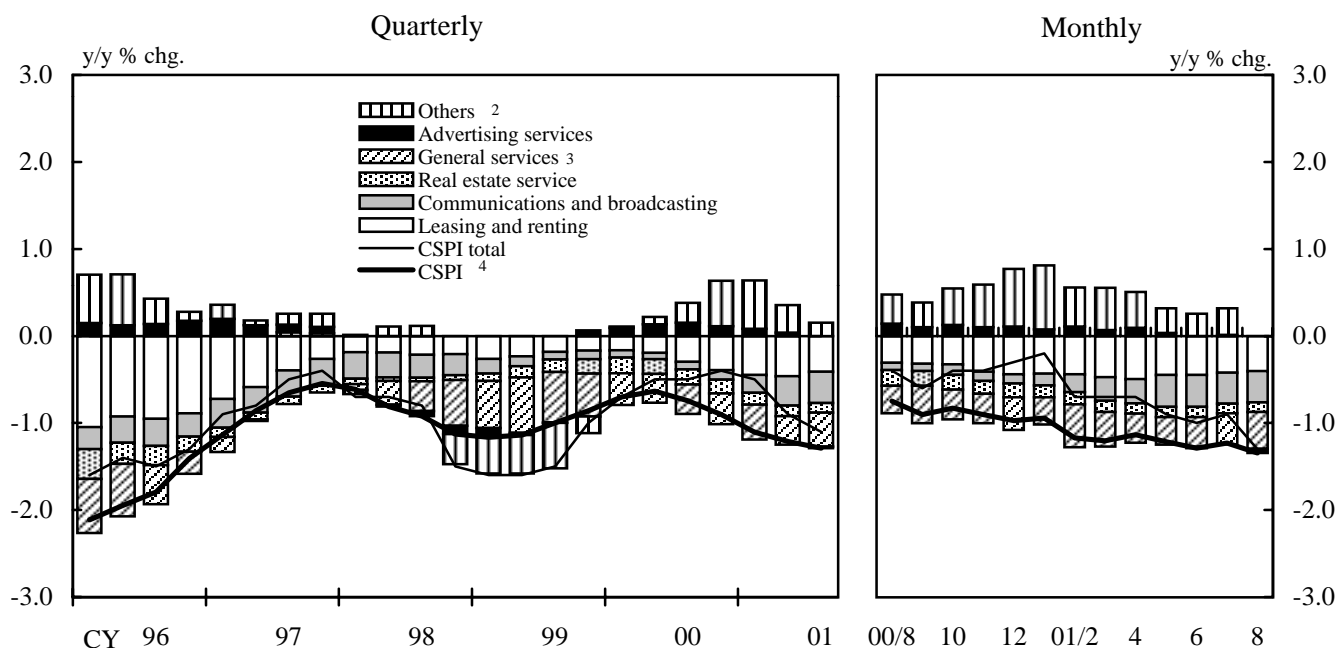 Quarterly
Monthly
y/y % chg.
y/y % chg.
3.0
2.0
1.0
0.0
-1.0
-2.0
-3.0
Others 2
Advertising services
General services 3
Real estate service
Communications and broadcasting
Leasing and renting
CSPI total
CSPI 4
3.0
2.0
1.0
0.0
-1.0
-2.0
-3.0
CY 96 97 98 99 00 01
00/8 10 12 01/2 4 6 8